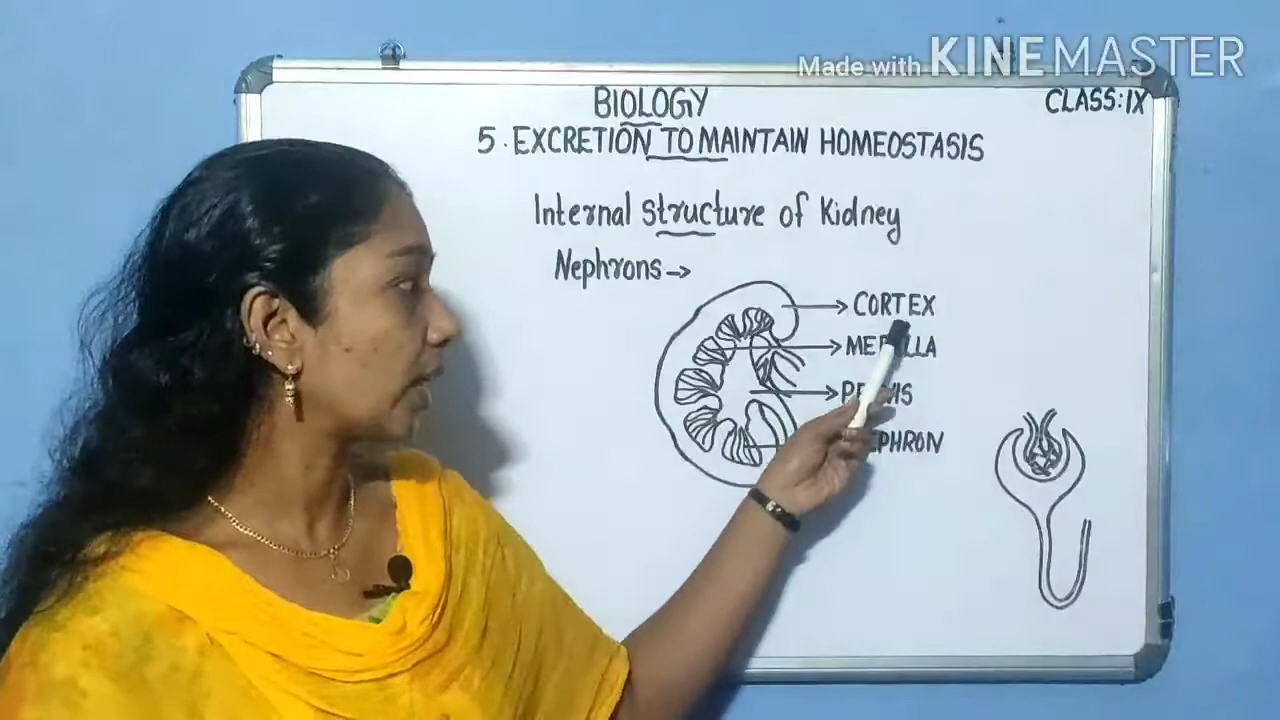 Made with KINEMASTER
BIOLOGY
CLASS: IX
5. EXCRETION TO MAINTAIN HOMEOSTASIS
Internal structure of Kidney
Nephrons →
CORTEX